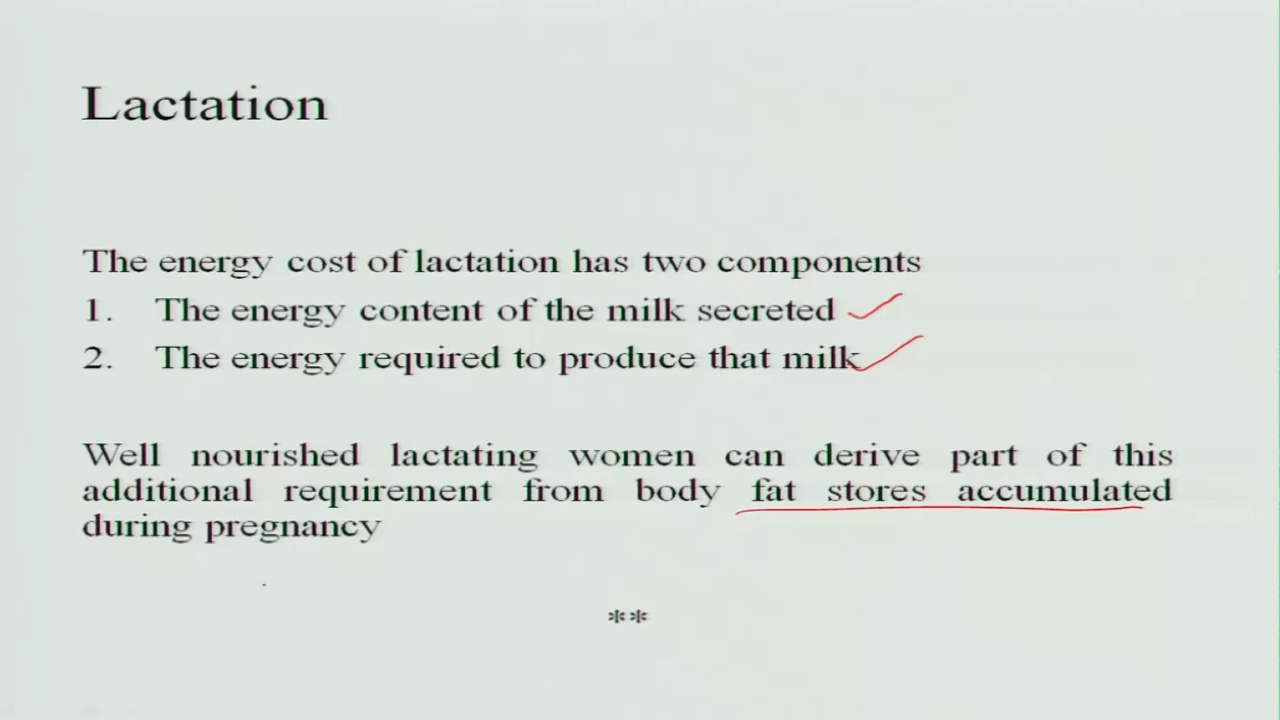 Lactation
The energy cost of lactation has two components
1. The energy content of the milk secreted
2. The energy required to produce that milk
Well nourished lactating women can derive part of this
additional requirement from body fat stores accumulated
during pregnancy
**